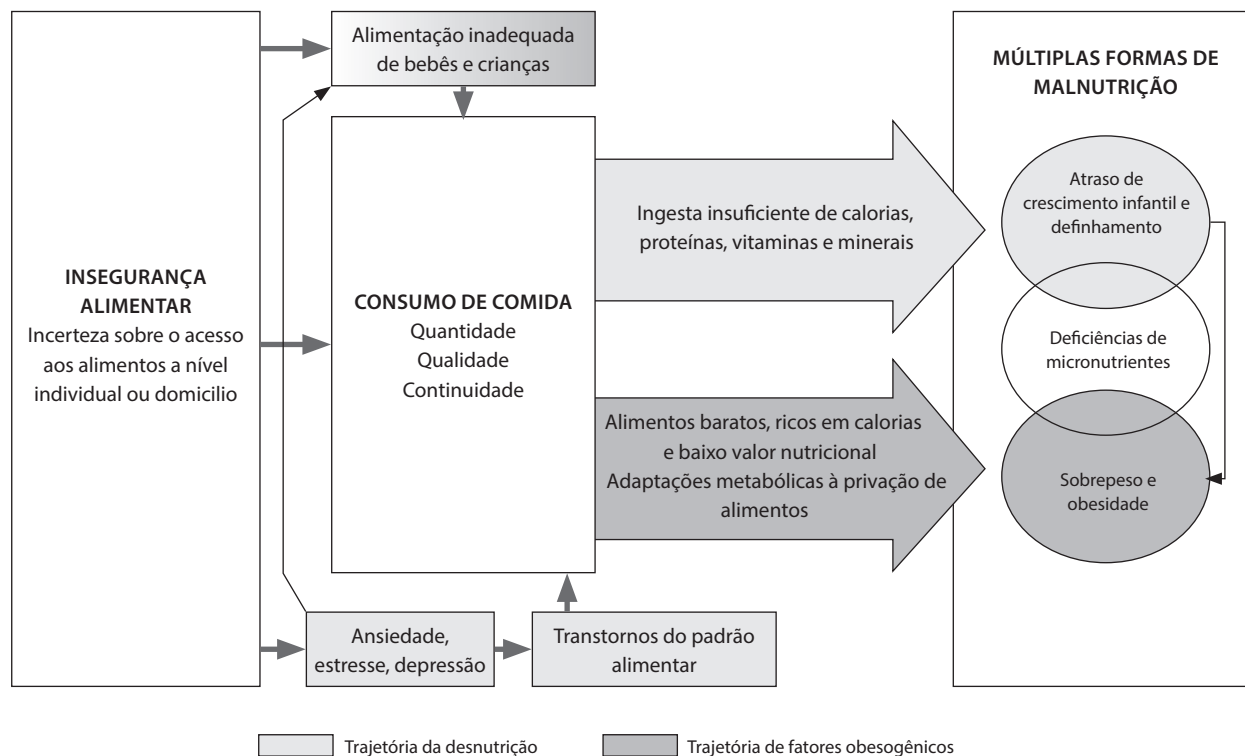 INSEGURANÇA
ALIMENTAR
Incerteza sobre o acesso
aos alimentos a nível
individual ou domicilio
Alimentação inadequada
de bebês e crianças
CONSUMO DE COMIDA
Quantidade
Qualidade
Continuidade
Ansiedade,
estresse, depressão
Transtornos do padrão
alimentar
Ingesta insuficiente de calorias,
proteínas, vitaminas e minerais
Alimentos baratos, ricos em calorias
e baixo valor nutricional
Adaptações metabólicas à privação de
alimentos
MÚLTIPLAS FORMAS DE
MALNUTRIÇÃO
Atraso de
crescimento infantil e
definhamento
Deficiências de
micronutrientes
Sobrepeso e
obesidade
Trajetória da desnutrição
Trajetória de fatores obesogênicos